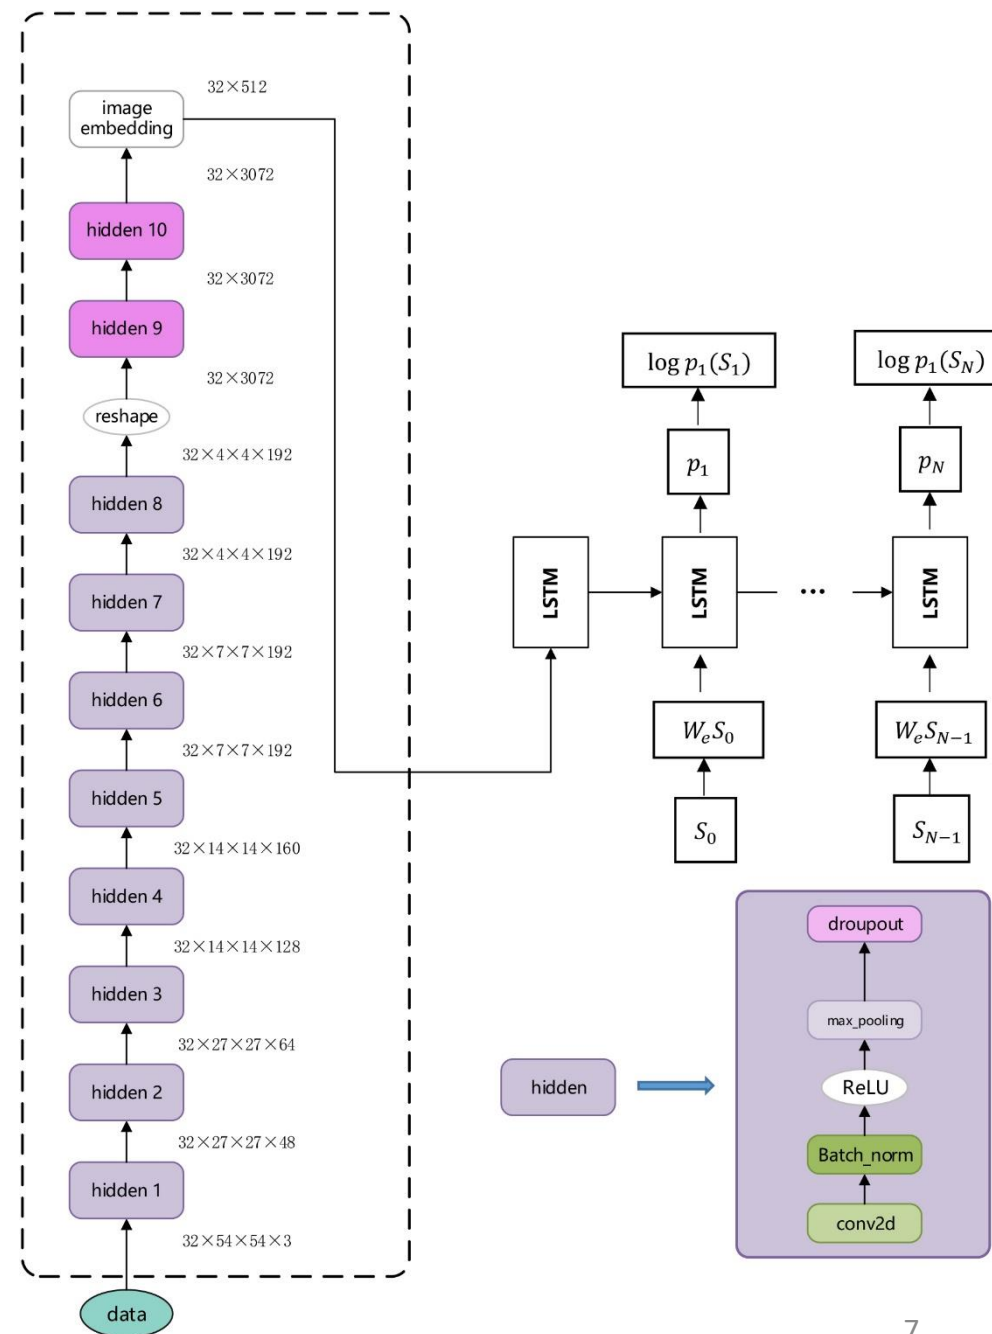 32×512
image
embedding
32×3072
hidden 10
32×3072
hidden 9
32×3072
reshape
32×4×4×192
hidden 8
32×4×4×192
hidden 7
32×7×7×192
hidden 6
32×7×7×192
hidden 5
32×14×14×160
hidden 4
32×14×14×128
hidden 3
32×27×27×64
hidden 2
32×27×27×48
hidden 1
32×54×54×3
data
log p₁(S₁)
log p₁(S_N)
p₁
p_N
LSTM
LSTM
...
LSTM
WₑS₀
WₑS_{N−1}
S₀
S_{N−1}
hidden
droupout
max_pooling
ReLU
Batch_norm
conv2d
7